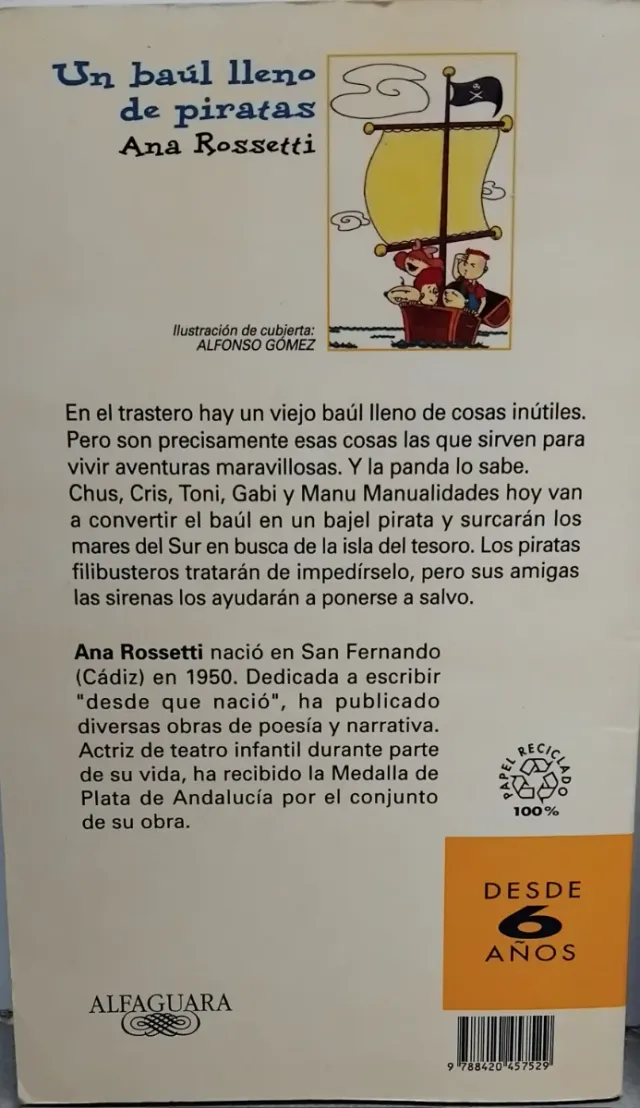 Un baúl lleno
de piratas
Ana Rossetti
Ilustración de cubierta:
ALFONSO GÓMEZ
En el trastero hay un viejo baúl lleno de cosas inútiles.
Pero son precisamente esas cosas las que sirven para
vivir aventuras maravillosas. Y la panda lo sabe.
Chus, Cris, Toni, Gabi y Manu Manualidades hoy van
a convertir el baúl en un bajel pirata y surcarán los
mares del Sur en busca de la isla del tesoro. Los piratas
filibusteros tratarán de impedírselo, pero sus amigas
las sirenas los ayudarán a ponerse a salvo.
Ana Rossetti nació en San Fernando
(Cádiz) en 1950. Dedicada a escribir
"desde que nació", ha publicado
diversas obras de poesía y narrativa.
Actriz de teatro infantil durante parte
de su vida, ha recibido la Medalla de
Plata de Andalucía por el conjunto
de su obra.
PAPEL RECICLADO
100%
DESDE
6
AÑOS
ALFAGUARA
9 788420 457529